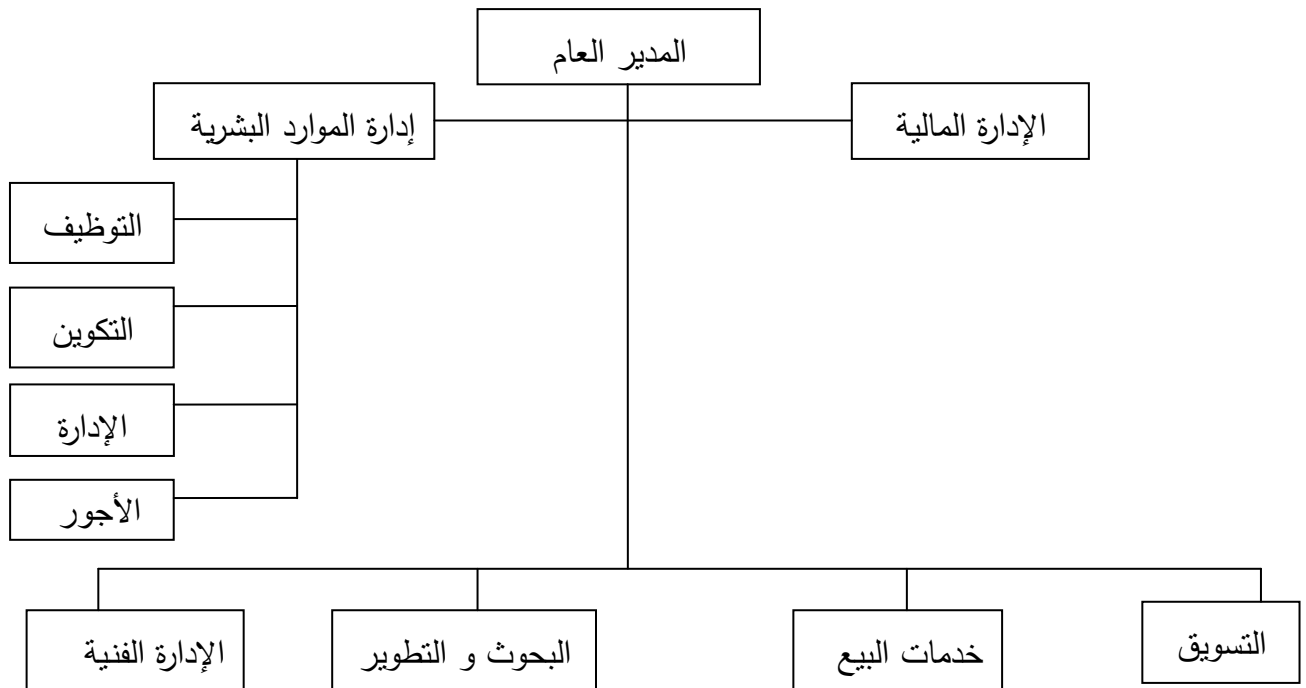 المدير العام
الإدارة المالية
إدارة الموارد البشرية
التوظيف
التكوين
الإدارة
الأجور
التسويق
خدمات البيع
البحوث و التطوير
الإدارة الفنية